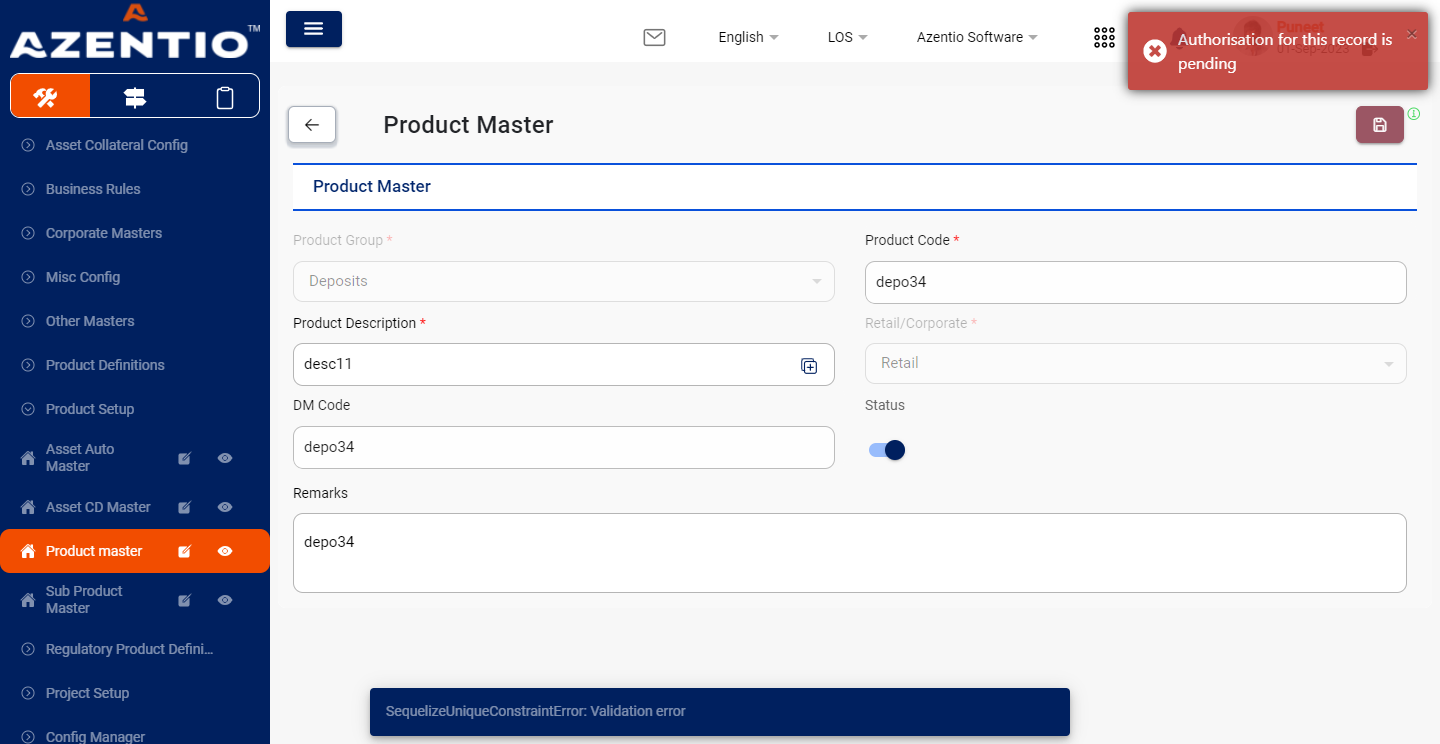 AZENTIO™
English
LOS
Azentio Software
Puneet
01-Sep-2023
Authorisation for this record is
pending
Product Master
Product Master
Asset Collateral Config
Business Rules
Corporate Masters
Misc Config
Other Masters
Product Definitions
Product Setup
Asset Auto
Master
Asset CD Master
Product master
Sub Product
Master
Regulatory Product Defini...
Project Setup
Config Manager
Product Group *
Deposits
Product Code *
depo34
Product Description *
desc11
Retail/Corporate *
Retail
DM Code
depo34
Status
Remarks
depo34
SequelizeUniqueConstraintError: Validation error